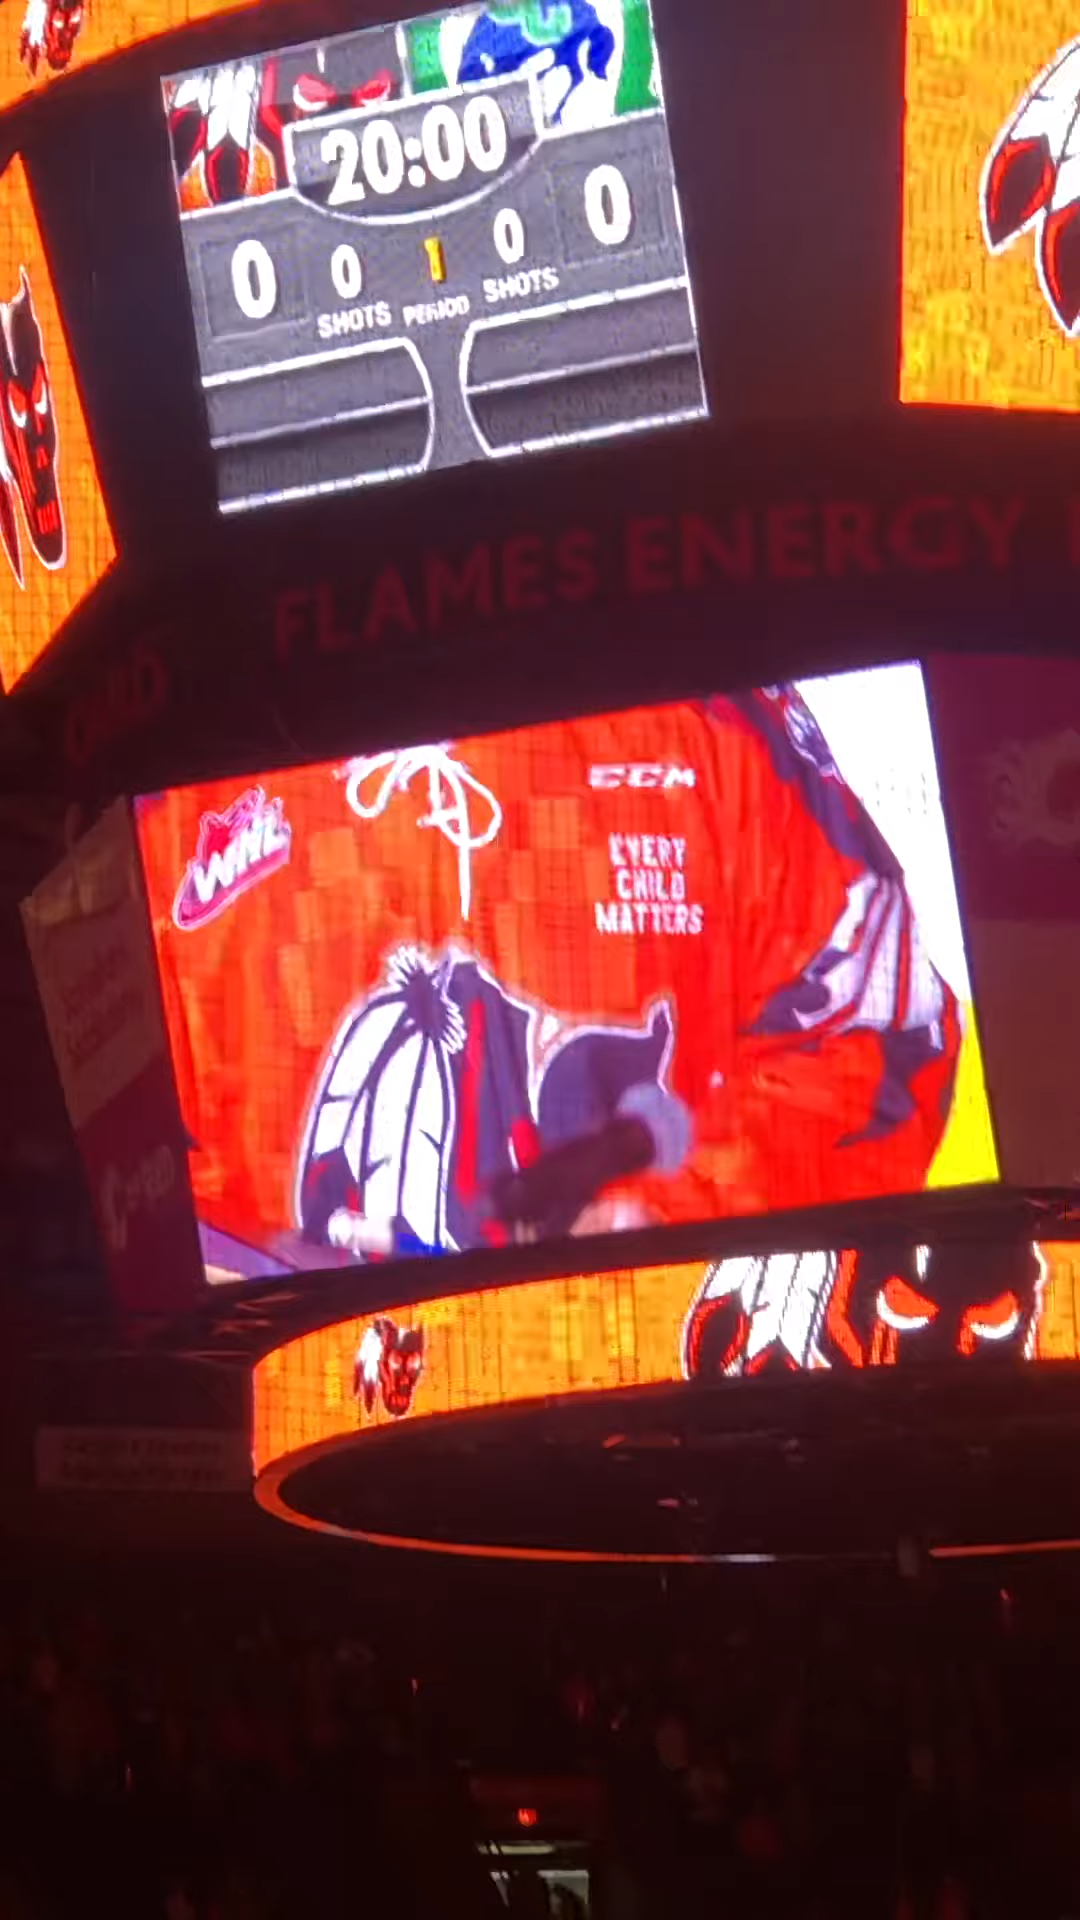 20:00
0 0 1 0 0
SHOTS PERIOD SHOTS
FLAMES ENERGY
WHL
CCM
EVERY
CHILD
MATTERS